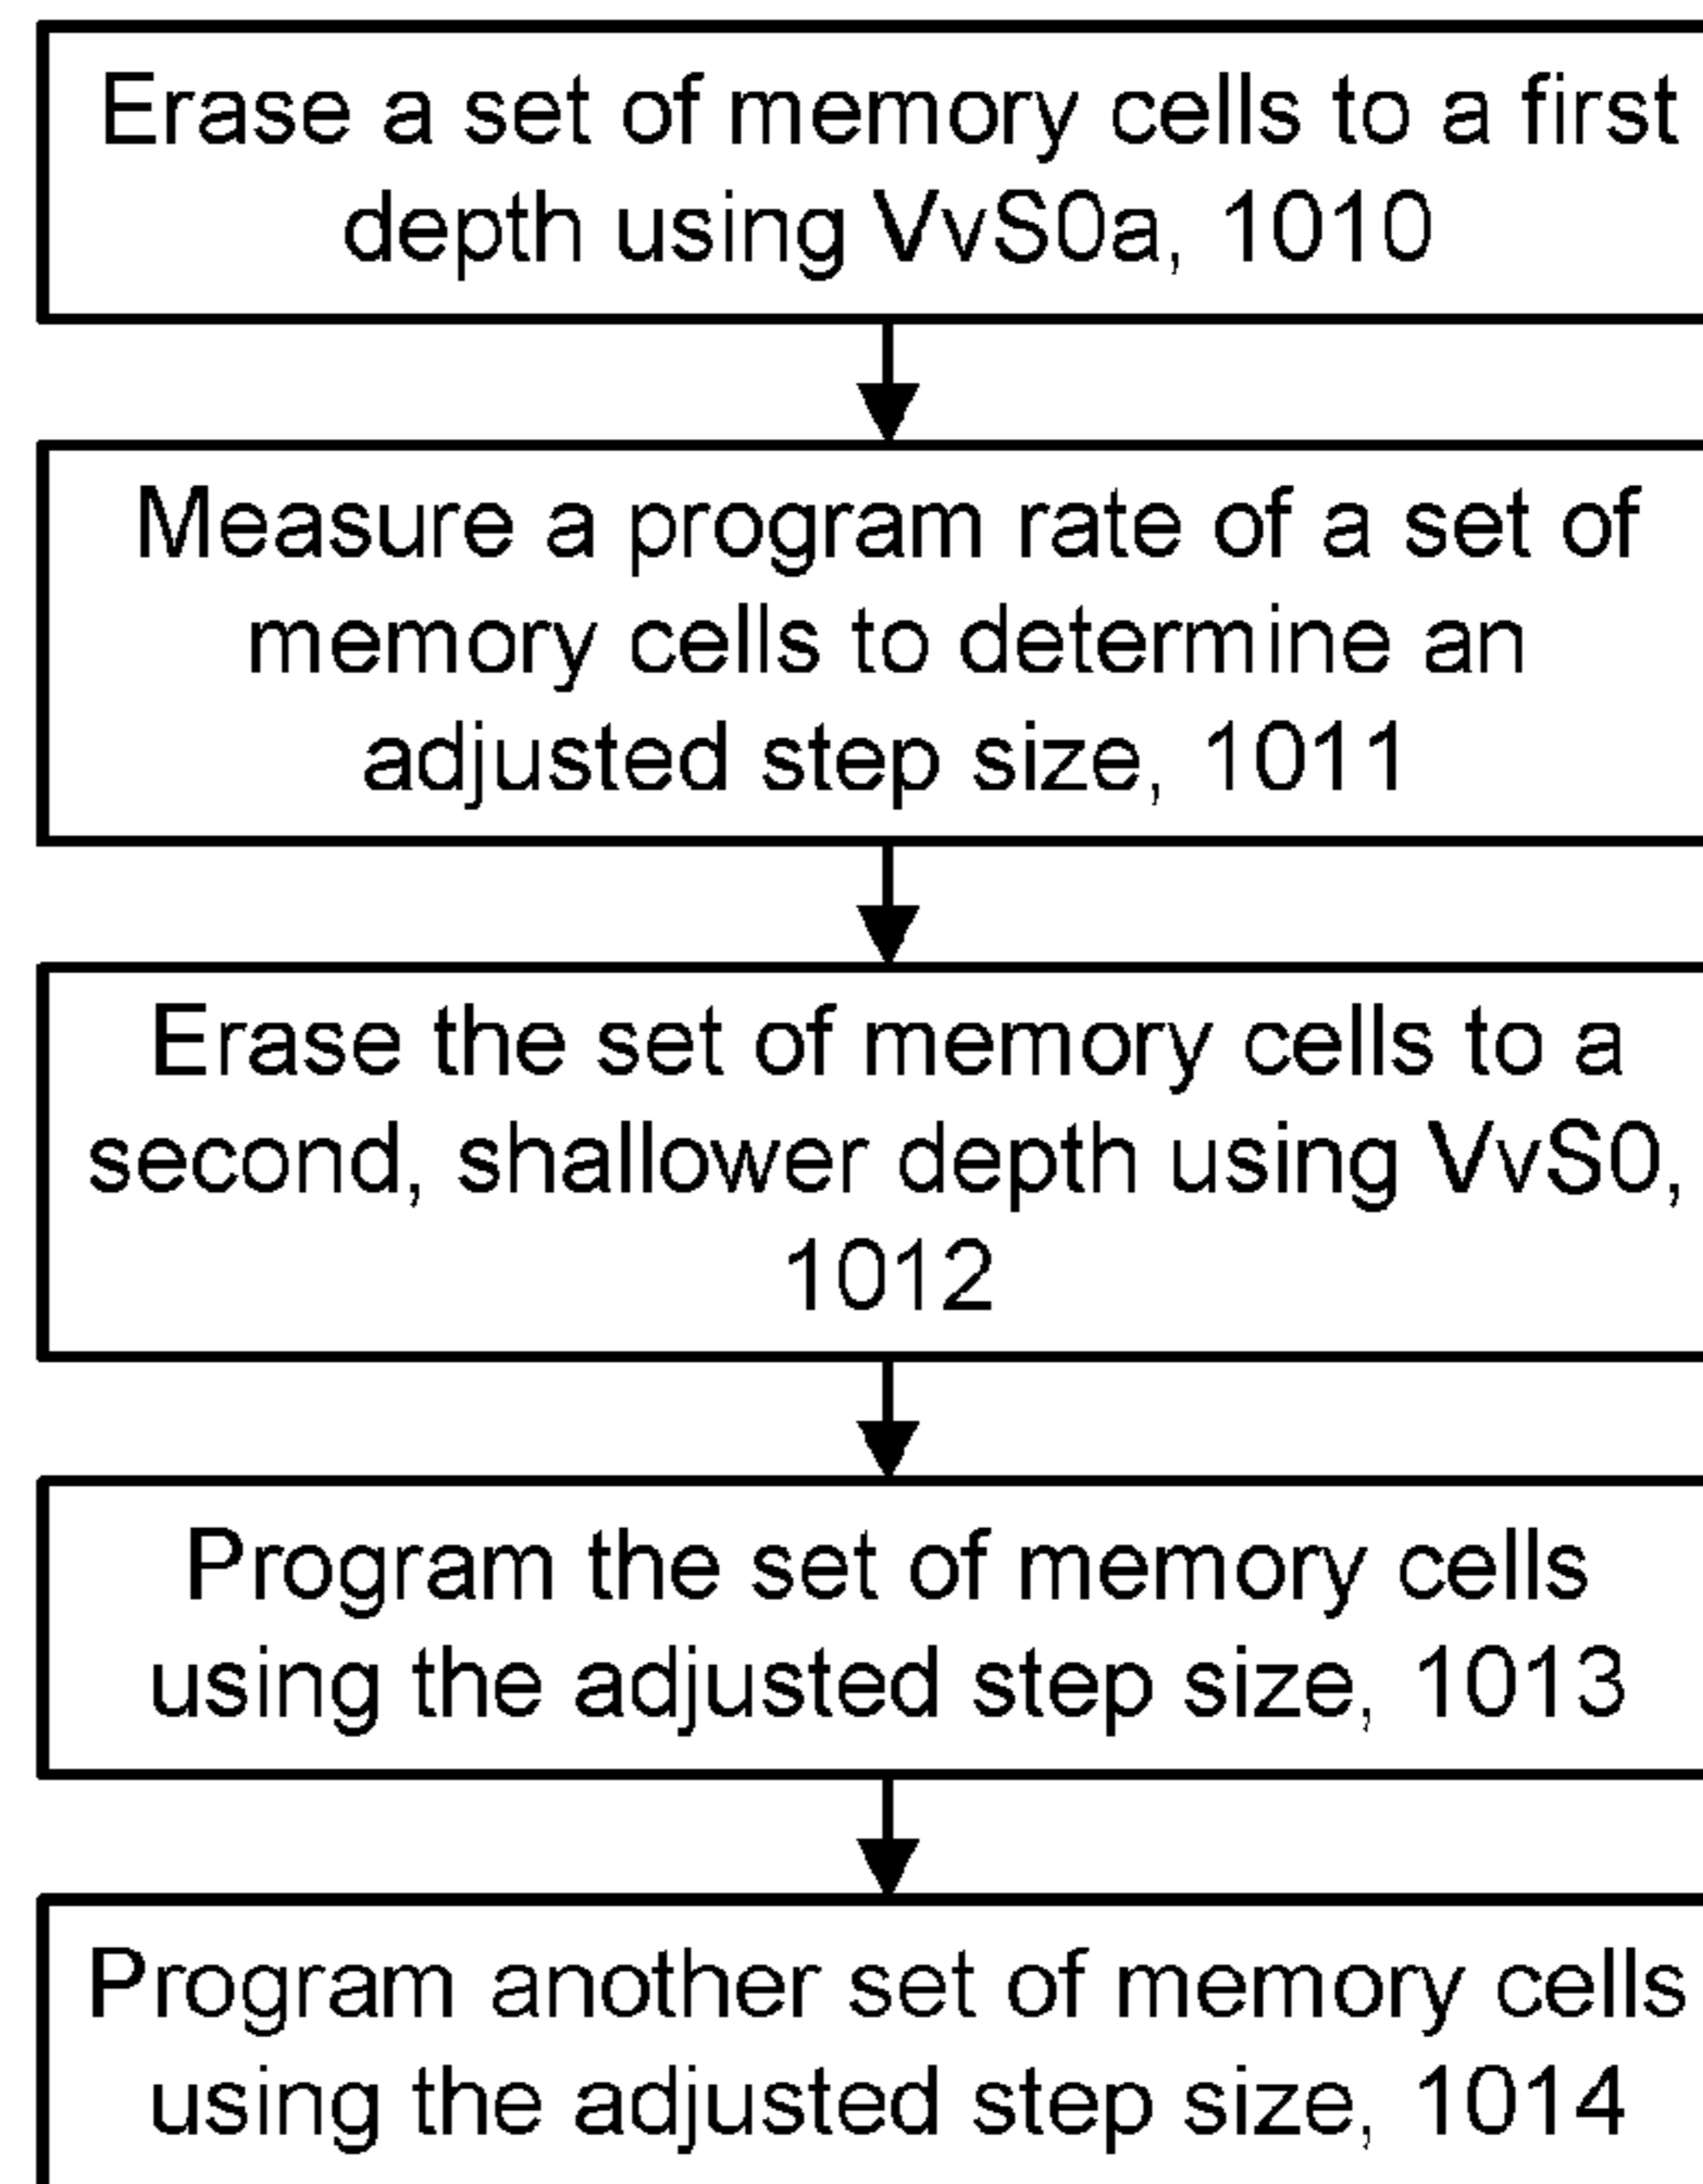 Erase a set of memory cells to a first
depth using VvS0a, 1010
Measure a program rate of a set of
memory cells to determine an
adjusted step size, 1011
Erase the set of memory cells to a
second, shallower depth using VvS0,
1012
Program the set of memory cells
using the adjusted step size, 1013
Program another set of memory cells
using the adjusted step size, 1014